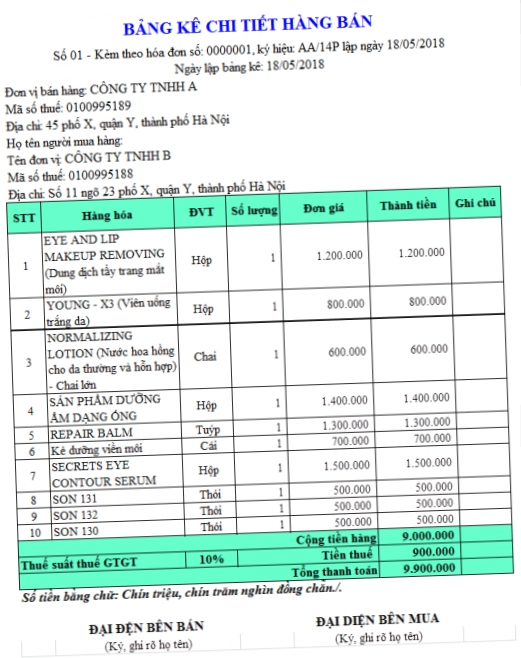 BẢNG KÊ CHI TIẾT HÀNG BÁN
Số 01 - Kèm theo hóa đơn số: 0000001, ký hiệu: AA/14P lập ngày 18/05/2018
Ngày lập bảng kê: 18/05/2018
Đơn vị bán hàng: CÔNG TY TNHH A
Mã số thuế: 0100995189
Địa chỉ: 45 phố X, quận Y, thành phố Hà Nội
Họ tên người mua hàng:
Tên đơn vị: CÔNG TY TNHH B
Mã số thuế: 0100995188
Địa chỉ: Số 11 ngõ 23 phố X, quận Y, thành phố Hà Nội
STT Hàng hóa ĐVT Số lượng Đơn giá Thành tiền Ghi chú
EYE AND LIP
MAKEUP REMOVING
(Dung dịch tẩy trang mắt
môi)
1 Hộp 1 1.200.000 1.200.000
YOUNG - X3 (Viên uống
trắng da)
2 Hộp 1 800.000 800.000
NORMALIZING
LOTION (Nước hoa hồng
cho da thường và hỗn hợp)
- Chai lớn
3 Chai 1 600.000 600.000
SẢN PHẨM DƯỠNG
ẨM DẠNG ỐNG
4 Hộp 1 1.400.000 1.400.000
5 REPAIR BALM Tuýp 1 1.300.000 1.300.000
6 Kẻ dưỡng viền môi Cái 1 700.000 700.000
SECRETS EYE
CONTOUR SERUM
7 Hộp 1 1.500.000 1.500.000
8 SON 131 Thỏi 1 500.000 500.000
9 SON 132 Thỏi 1 500.000 500.000
10 SON 130 Thỏi 1 500.000 500.000
Cộng tiền hàng 9.000.000
Thuế suất thuế GTGT 10% Tiền thuế 900.000
Tổng thanh toán 9.900.000
Số tiền bằng chữ: Chín triệu, chín trăm nghìn đồng chẵn./.
ĐẠI ĐỆN BÊN BÁN ĐẠI DIỆN BÊN MUA
(Ký, ghi rõ họ tên) (Ký, ghi rõ họ tên)